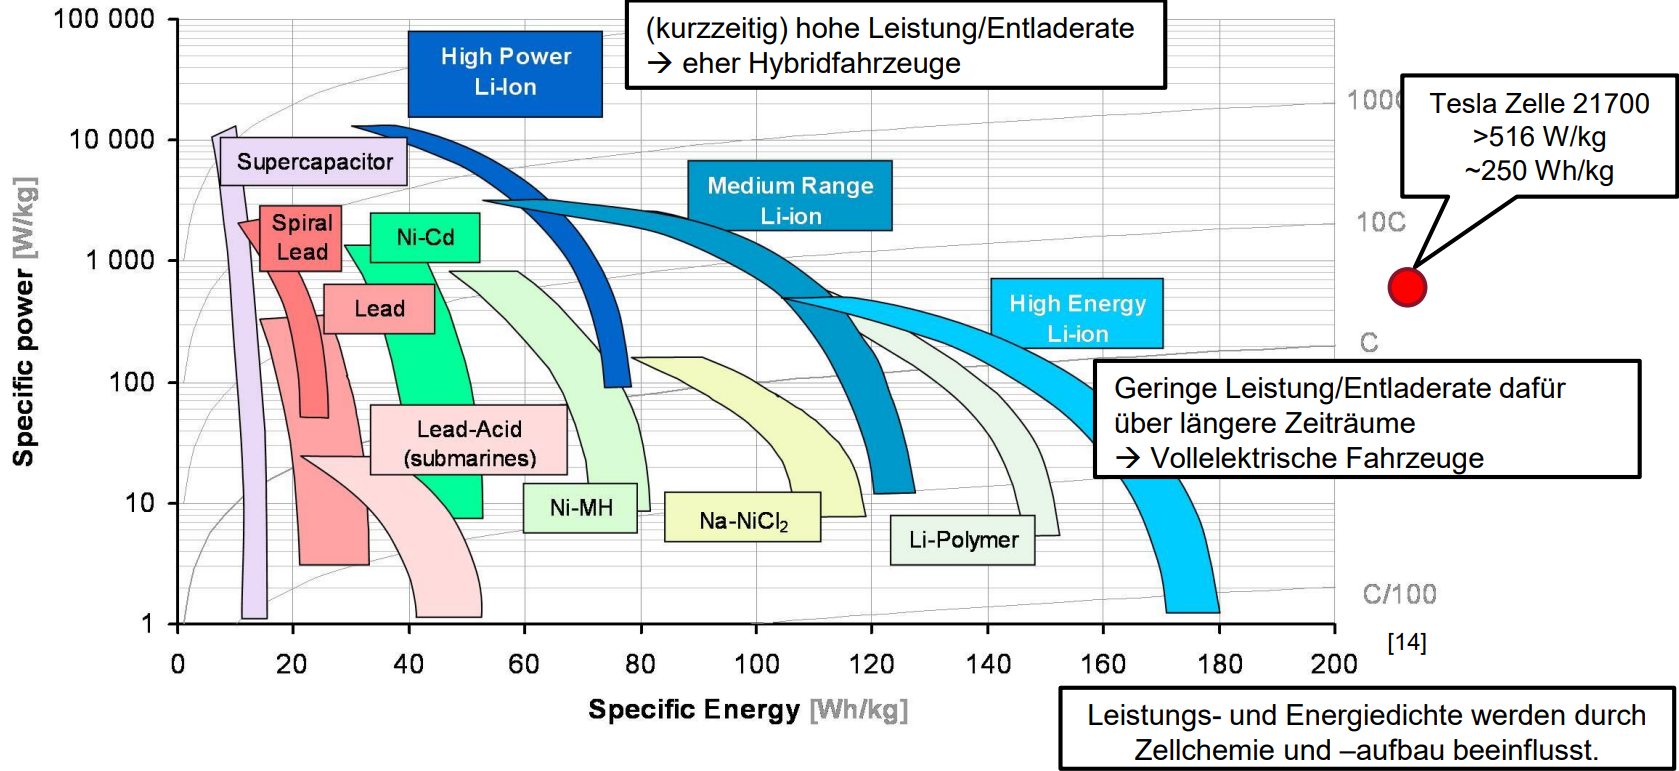 100 000
10 000
1 000
100
10
1
Specific power [W/kg]
0
20
40
60
80
100
120
140
160
180
200
Specific Energy [Wh/kg]
(kurzzeitig) hohe Leistung/Entladerate
→ eher Hybridfahrzeuge
High Power
Li-Ion
Supercapacitor
Spiral
Lead
Ni-Cd
Lead
Lead-Acid
(submarines)
Ni-MH
Na-NiCl₂
Li-Polymer
Medium Range
Li-ion
High Energy
Li-ion
Tesla Zelle 21700
>516 W/kg
~250 Wh/kg
10C
C
C/100
Geringe Leistung/Entladerate dafür
über längere Zeiträume
→ Vollelektrische Fahrzeuge
[14]
Leistungs- und Energiedichte werden durch
Zellchemie und –aufbau beeinflusst.